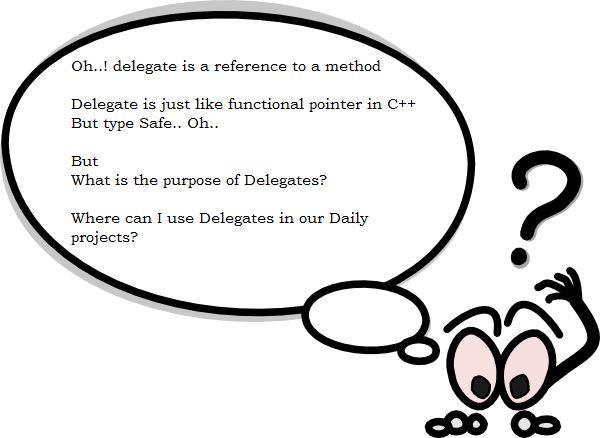 Oh..! delegate is a reference to a method
Delegate is just like functional pointer in C++
But type Safe.. Oh..
But
What is the purpose of Delegates?
Where can I use Delegates in our Daily
projects?
?